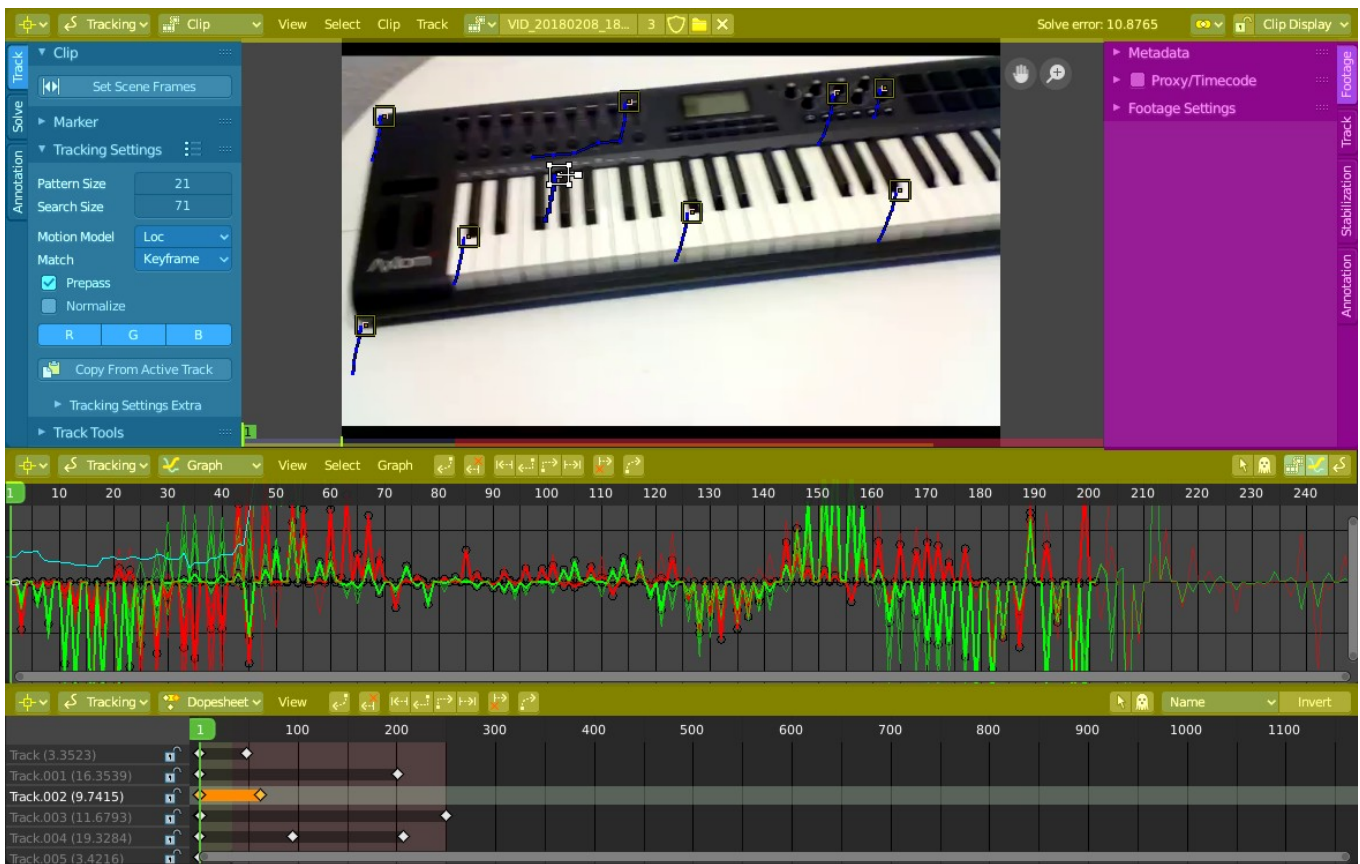 Tracking Clip View Select Clip Track VID_20180208_18... 3 Solve error: 10.8765 Clip Display
Track
Solve
Annotation
Clip
Set Scene Frames
Marker
Tracking Settings
Pattern Size 21
Search Size 71
Motion Model Loc
Match Keyframe
Prepass
Normalize
R G B
Copy From Active Track
Tracking Settings Extra
Track Tools
1
Axiom
Metadata
Proxy/Timecode
Footage Settings
Footage
Track
Stabilization
Annotation
Tracking Graph View Select Graph
1 10 20 30 40 50 60 70 80 90 100 110 120 130 140 150 160 170 180 190 200 210 220 230 240
0
Tracking Dopesheet View Name Invert
1 100 200 300 400 500 600 700 800 900 1000 1100
Track (3.3523)
Track.001 (16.3539)
Track.002 (9.7415)
Track.003 (11.6793)
Track.004 (19.3284)
Track.005 (3.4216)